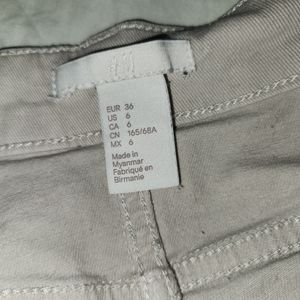 H&M
EUR 36
US 6
CA 6
CN 165/68A
MX 6
Made in
Myanmar
Fabriqué en
Birmanie